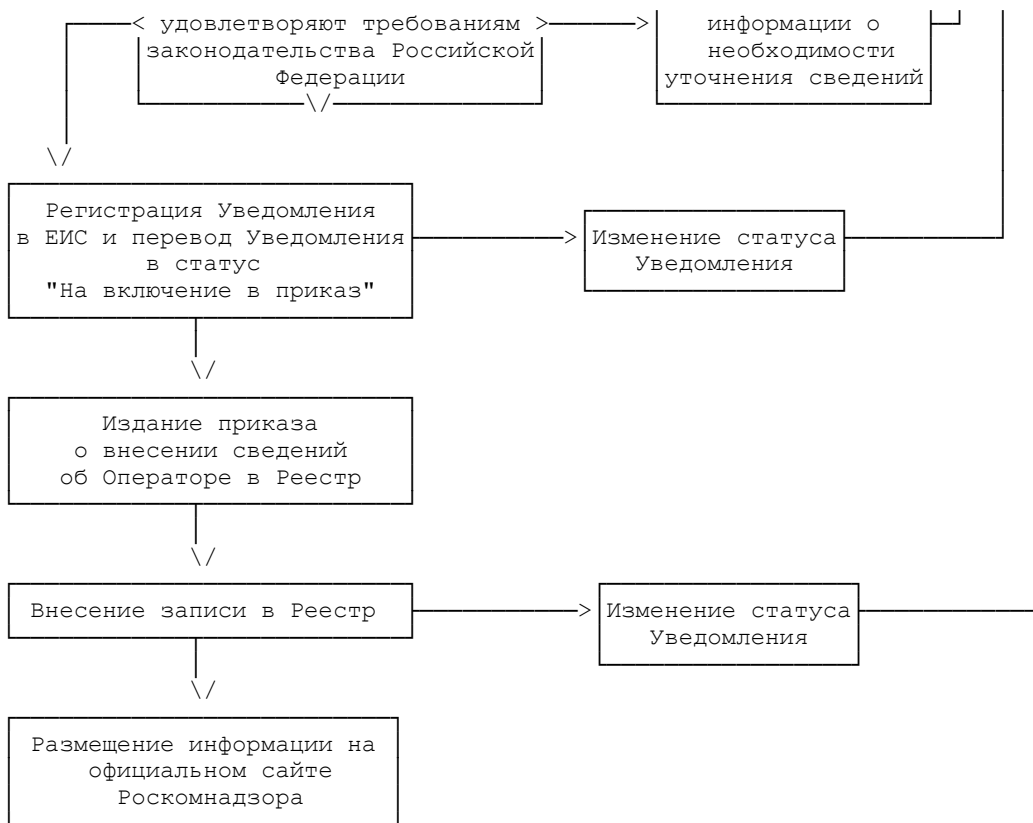 удовлетворяют требованиям
законодательства Российской
Федерации
информации о
необходимости
уточнения сведений
Регистрация Уведомления
в ЕИС и перевод Уведомления
в статус
"На включение в приказ"
Изменение статуса
Уведомления
Издание приказа
о внесении сведений
об Операторе в Реестр
Внесение записи в Реестр
Изменение статуса
Уведомления
Размещение информации на
официальном сайте
Роскомнадзора